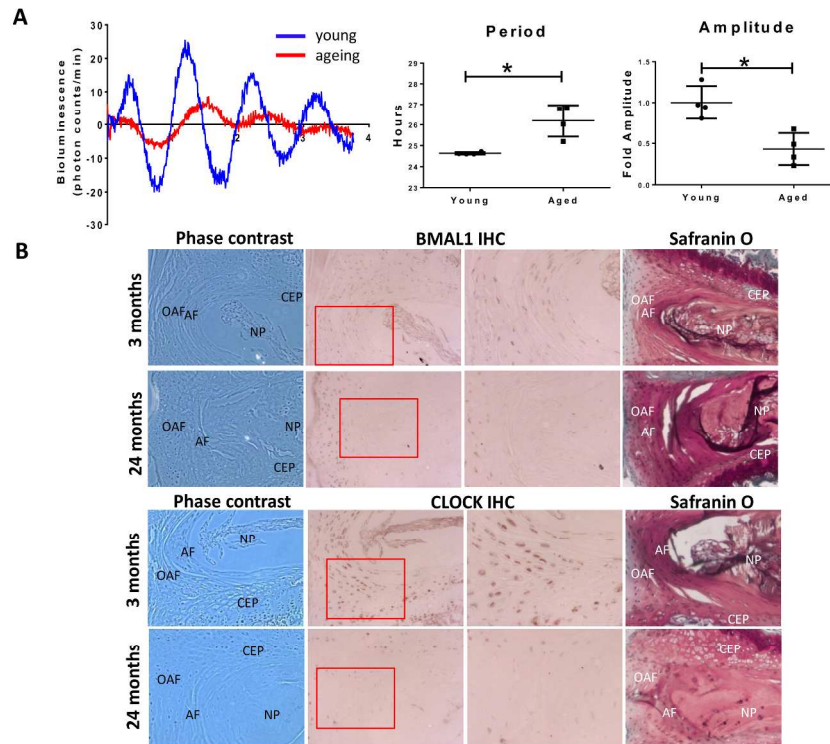 A
Bioluminescence
(photon counts/min)
30
20
10
0
-10
-20
-30
2
3
4
young
ageing
Period
*
Hours
27
26
25
24
23
Young
Aged
Amplitude
*
Fold Amplitude
1.5
1.0
0.5
0.0
Young
Aged
B
Phase contrast
BMAL1 IHC
Safranin O
3 months
OAF
AF
CEP
NP
OAF
AF
CEP
NP
24 months
OAF
AF
NP
CEP
OAF
AF
NP
CEP
Phase contrast
CLOCK IHC
Safranin O
3 months
AF
NP
OAF
CEP
AF
NP
OAF
CEP
24 months
CEP
OAF
AF
NP
CEP
OAF
AF
NP